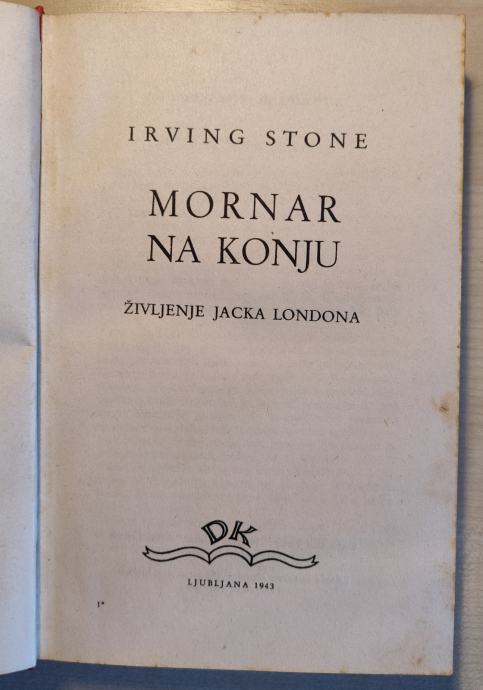 IRVING STONE
MORNAR
NA KONJU
ŽIVLJENJE JACKA LONDONA
DK
LJUBLJANA 1943
1*